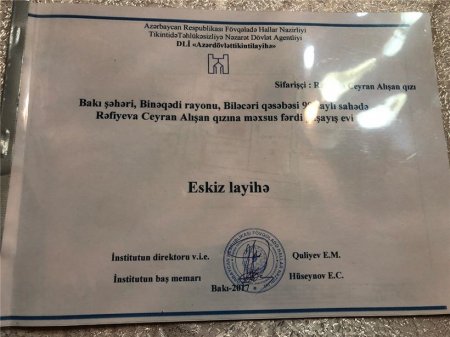 Azərbaycan Respublikası Fövqəladə Hallar Nazirliyi
TikintidəTəhlükəsizliyə Nəzarət Dövlət Agentliyi
DLİ «Azərdövlətlayihə»
Sifarişçi : Ceyran Alışan qızı
Bakı şəhəri, Binəqədi rayonu, Biləcəri qəsəbəsi saylı sahədə
Rəfiyeva Ceyran Alışan qızına məxsus fərdi yaşayış evi
Eskiz layihə
İnstitutun direktoru v.i.e. Quliyev E.M.
İnstitutun baş memarı Hüseynov E.C.
Bakı-2017